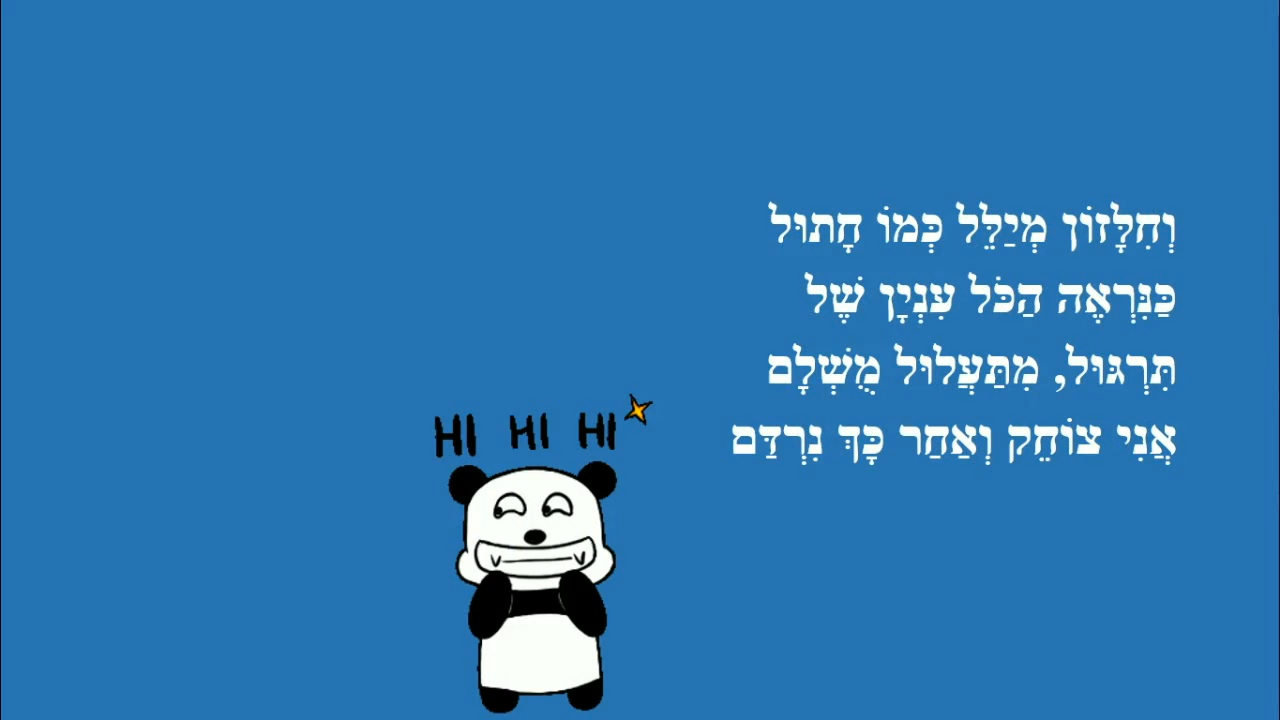 וְחִלָּזוֹן מְיַלֵּל כְּמוֹ חָתוּל
כַּנִּרְאֶה הַכֹּל עִנְיָן שֶׁל
תִּרְגּוּל, מִתַּעֲלוּל מֻשְׁלָם
אֲנִי צוֹחֵק וְאַחַר כָּךְ נִרְדַּם
HI HI HI